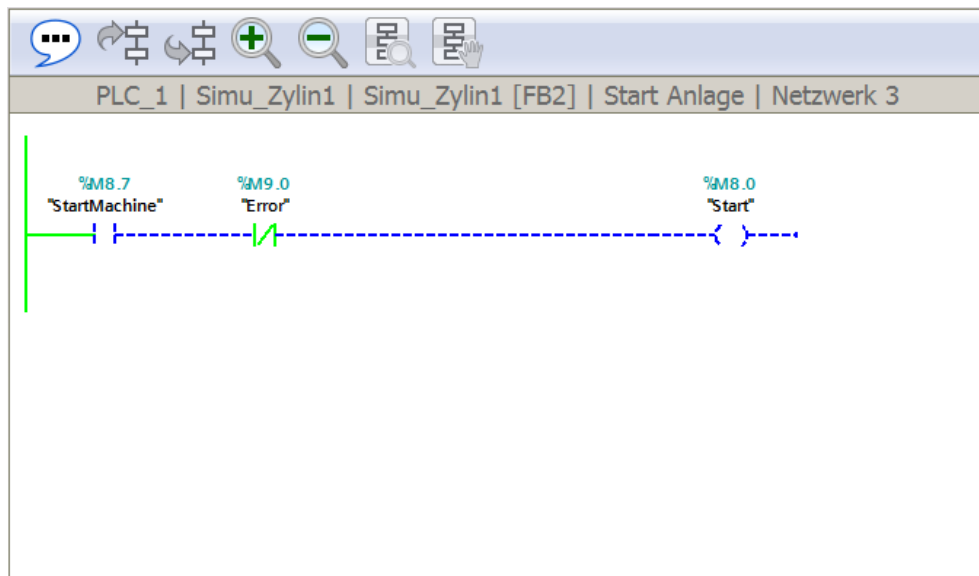 PLC_1 | Simu_Zylin1 | Simu_Zylin1 [FB2] | Start Anlage | Netzwerk 3
%M8.7 %M9.0 %M8.0
"StartMachine" "Error" "Start"